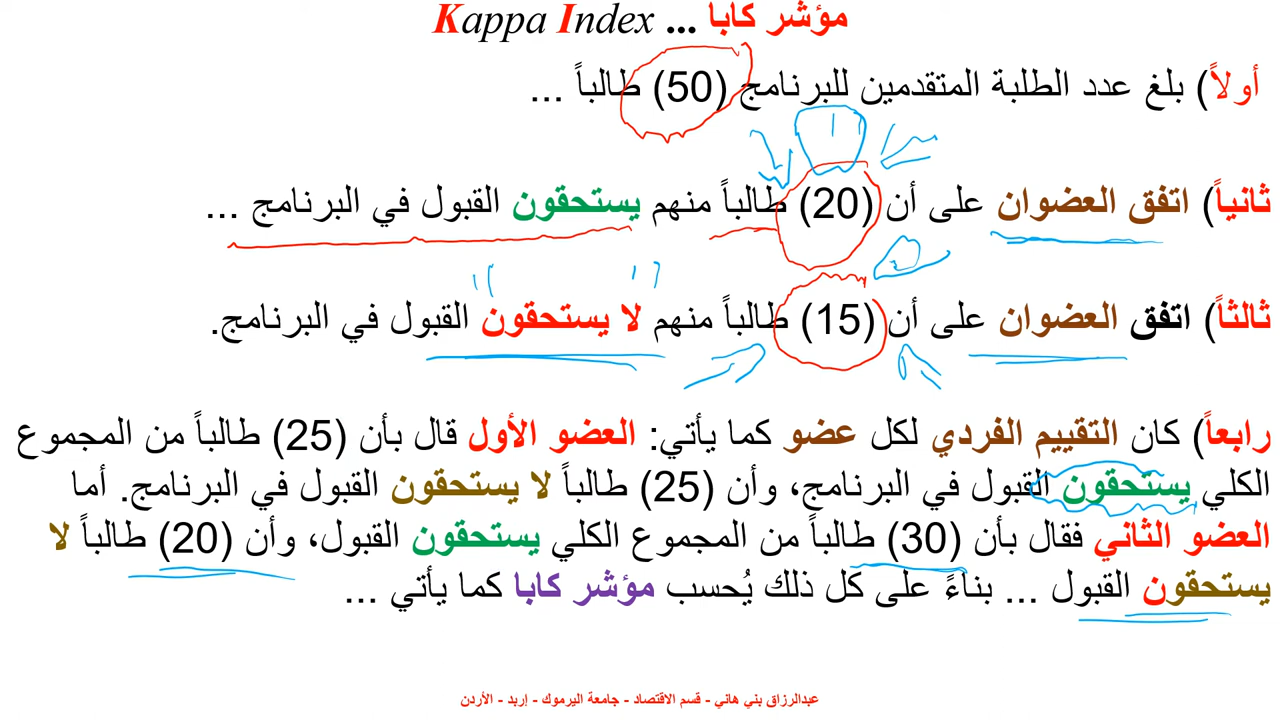 مؤشر كابا ... Kappa Index
أولاً) بلغ عدد الطلبة المتقدمين للبرنامج (50) طالباً ...
ثانياً) اتفق العضوان على أن (20) طالباً منهم يستحقون القبول في البرنامج ...
ثالثاً) اتفق العضوان على أن (15) طالباً منهم لا يستحقون القبول في البرنامج.
رابعاً) كان التقييم الفردي لكل عضو كما يأتي: العضو الأول قال بأن (25) طالباً من المجموع
الكلي يستحقون القبول في البرنامج، وأن (25) طالباً لا يستحقون القبول في البرنامج. أما
العضو الثاني فقال بأن (30) طالباً من المجموع الكلي يستحقون القبول، وأن (20) طالباً لا
يستحقون القبول ... بناءً على كل ذلك يُحسب مؤشر كابا كما يأتي ...
عبدالرزاق بني هاني - قسم الاقتصاد - جامعة اليرموك - إربد - الأردن